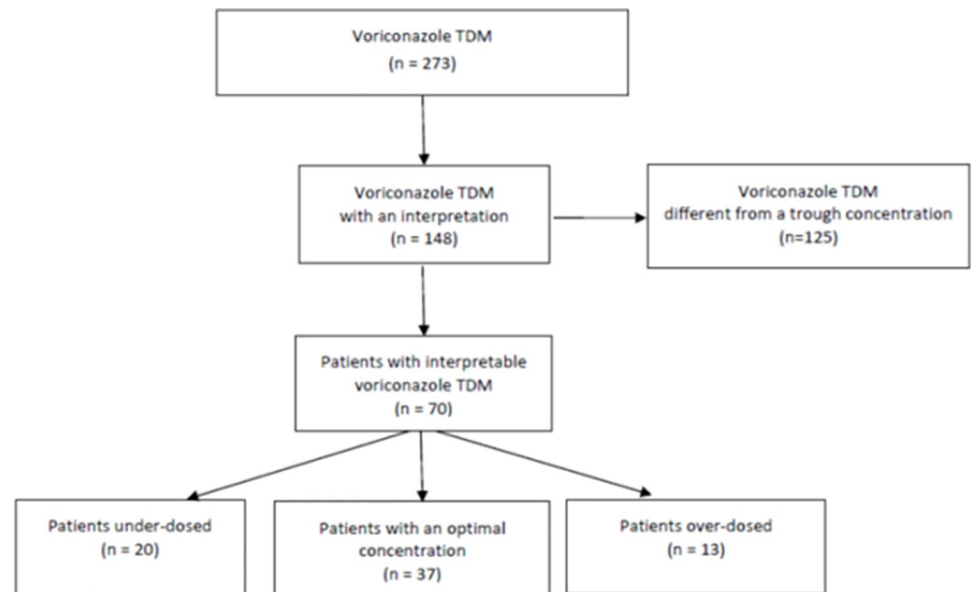 Voriconazole TDM
(n = 273)
Voriconazole TDM
with an interpretation
(n = 148)
Voriconazole TDM
different from a trough concentration
(n=125)
Patients with interpretable
voriconazole TDM
(n = 70)
Patients under-dosed
(n = 20)
Patients with an optimal
concentration
(n = 37)
Patients over-dosed
(n = 13)